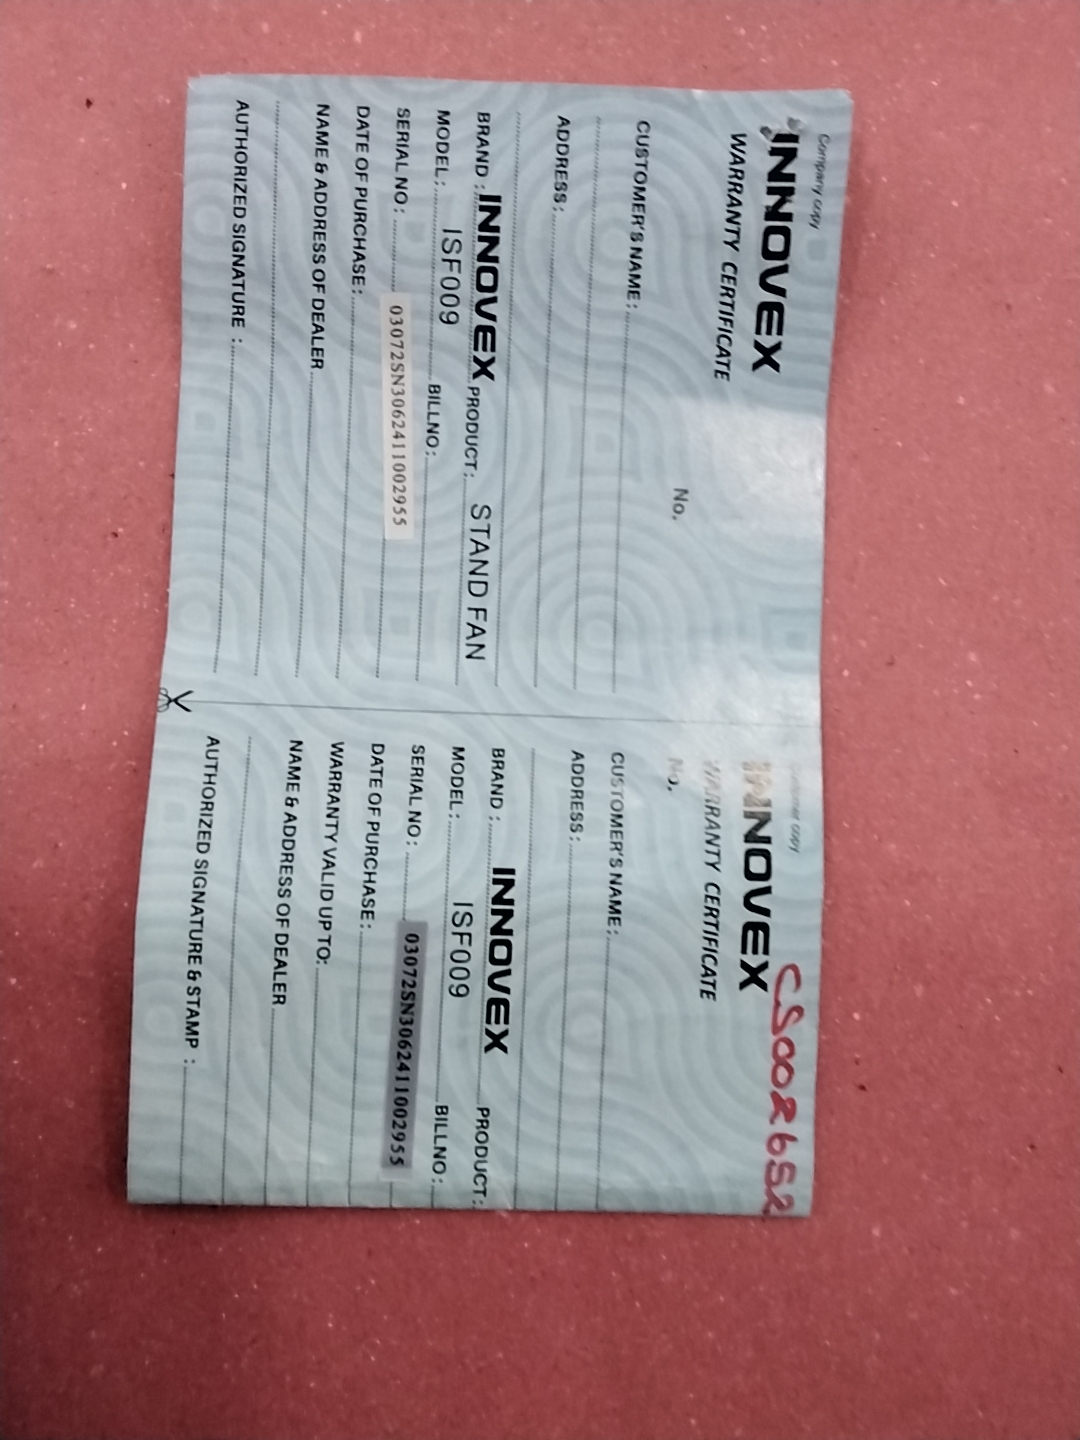 Company copy
INNOVEX
WARRANTY CERTIFICATE
No.
CUSTOMER'S NAME :
ADDRESS :
BRAND : INNOVEX PRODUCT : STAND FAN
MODEL : ISF009 BILLNO:
SERIAL NO : 03072SN3062411002955
DATE OF PURCHASE :
NAME & ADDRESS OF DEALER
AUTHORIZED SIGNATURE :
copy
INNOVEX CS0082652
WARRANTY CERTIFICATE
No.
CUSTOMER'S NAME :
ADDRESS :
BRAND : INNOVEX PRODUCT :
MODEL : ISF009 BILLNO:
SERIAL NO : 03072SN3062411002955
DATE OF PURCHASE :
WARRANTY VALID UP TO:
NAME & ADDRESS OF DEALER
AUTHORIZED SIGNATURE & STAMP :